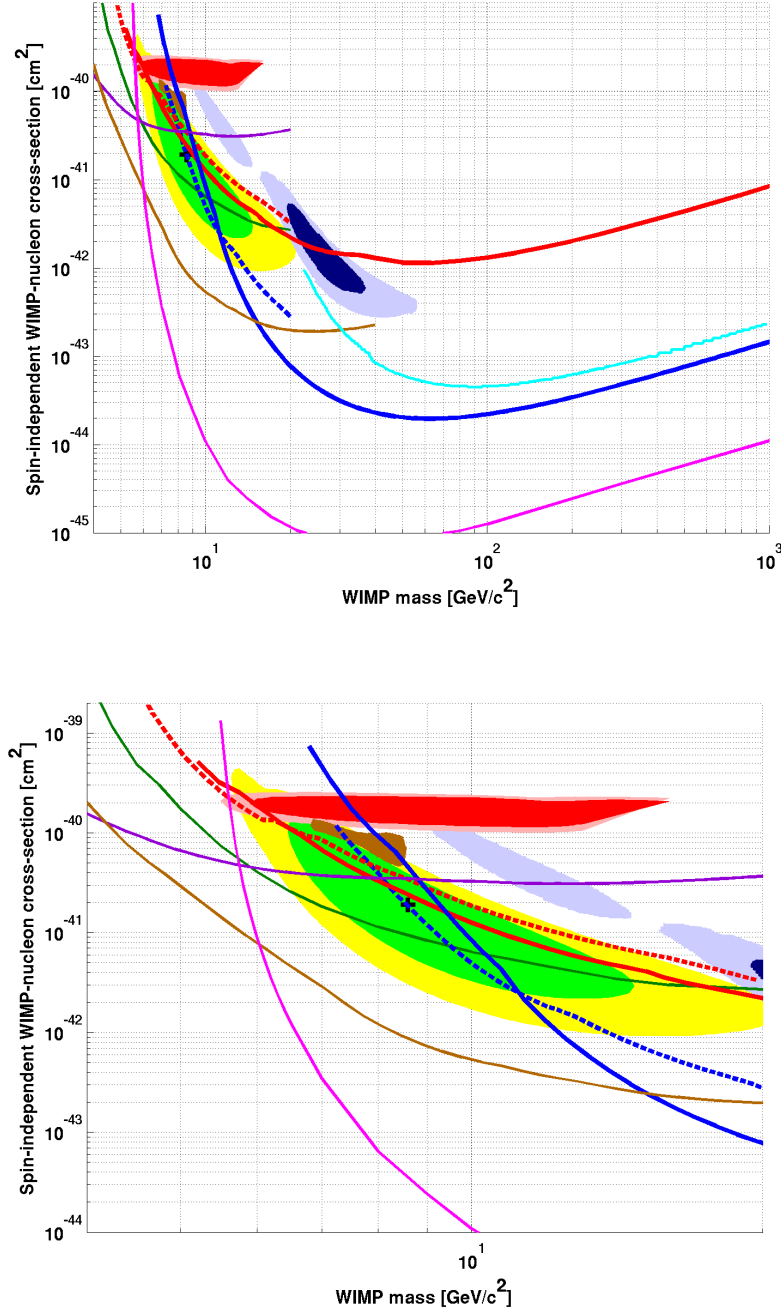 Spin-independent WIMP-nucleon cross-section [cm²]
10⁻⁴⁰
10⁻⁴¹
10⁻⁴²
10⁻⁴³
10⁻⁴⁴
10⁻⁴⁵
10¹ 10² 10³
WIMP mass [GeV/c²]
Spin-independent WIMP-nucleon cross-section [cm²]
10⁻³⁹
10⁻⁴⁰
10⁻⁴¹
10⁻⁴²
10⁻⁴³
10⁻⁴⁴
10¹
WIMP mass [GeV/c²]